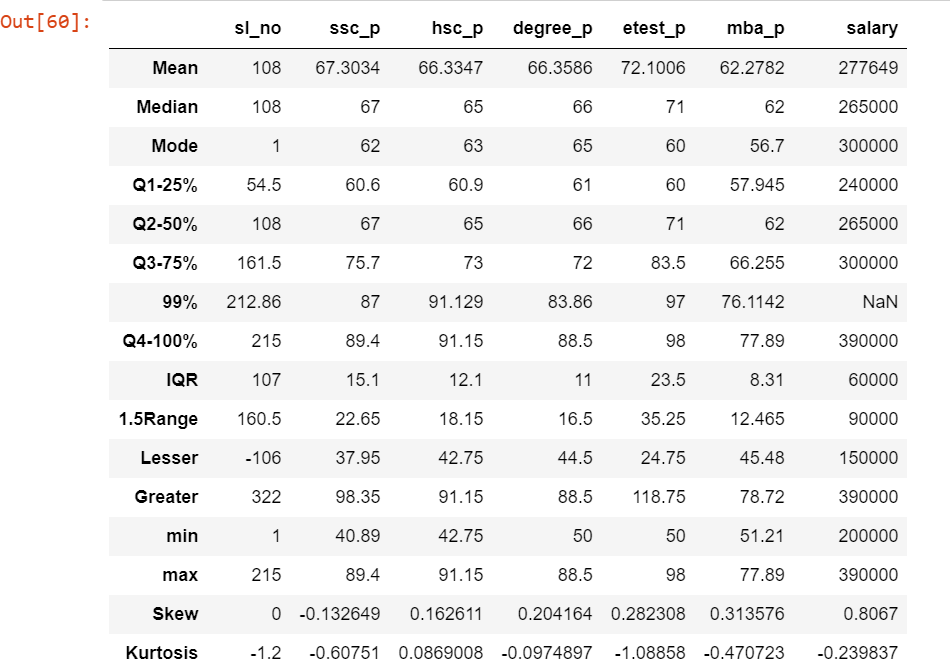 Out[60]:
sl_no ssc_p hsc_p degree_p etest_p mba_p salary
Mean 108 67.3034 66.3347 66.3586 72.1006 62.2782 277649
Median 108 67 65 66 71 62 265000
Mode 1 62 63 65 60 56.7 300000
Q1-25% 54.5 60.6 60.9 61 60 57.945 240000
Q2-50% 108 67 65 66 71 62 265000
Q3-75% 161.5 75.7 73 72 83.5 66.255 300000
99% 212.86 87 91.129 83.86 97 76.1142 NaN
Q4-100% 215 89.4 91.15 88.5 98 77.89 390000
IQR 107 15.1 12.1 11 23.5 8.31 60000
1.5Range 160.5 22.65 18.15 16.5 35.25 12.465 90000
Lesser -106 37.95 42.75 44.5 24.75 45.48 150000
Greater 322 98.35 91.15 88.5 118.75 78.72 390000
min 1 40.89 42.75 50 50 51.21 200000
max 215 89.4 91.15 88.5 98 77.89 390000
Skew 0 -0.132649 0.162611 0.204164 0.282308 0.313576 0.8067
Kurtosis -1.2 -0.60751 0.0869008 -0.0974897 -1.08858 -0.470723 -0.239837